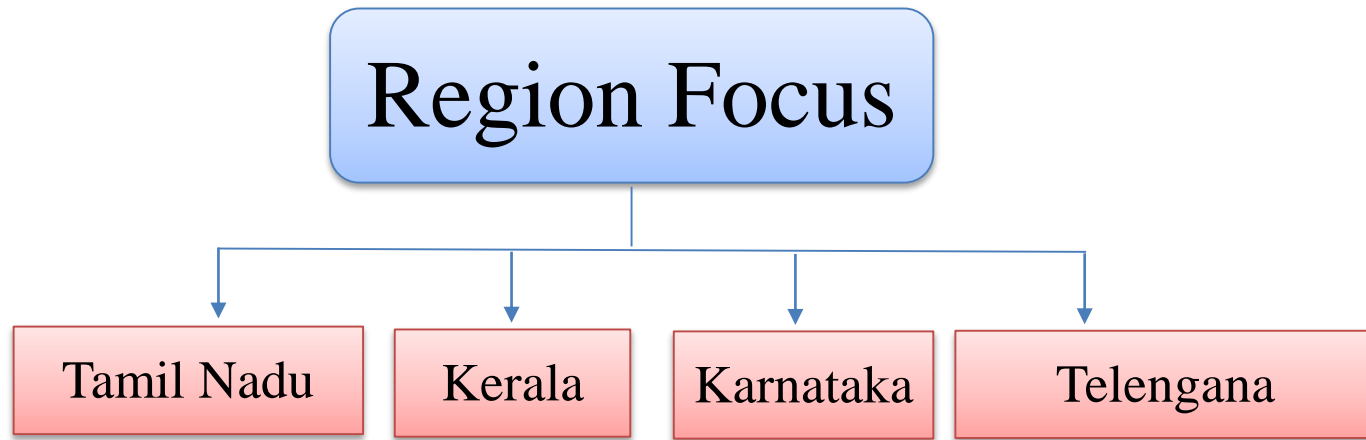 Region Focus
Tamil Nadu
Kerala
Karnataka
Telengana